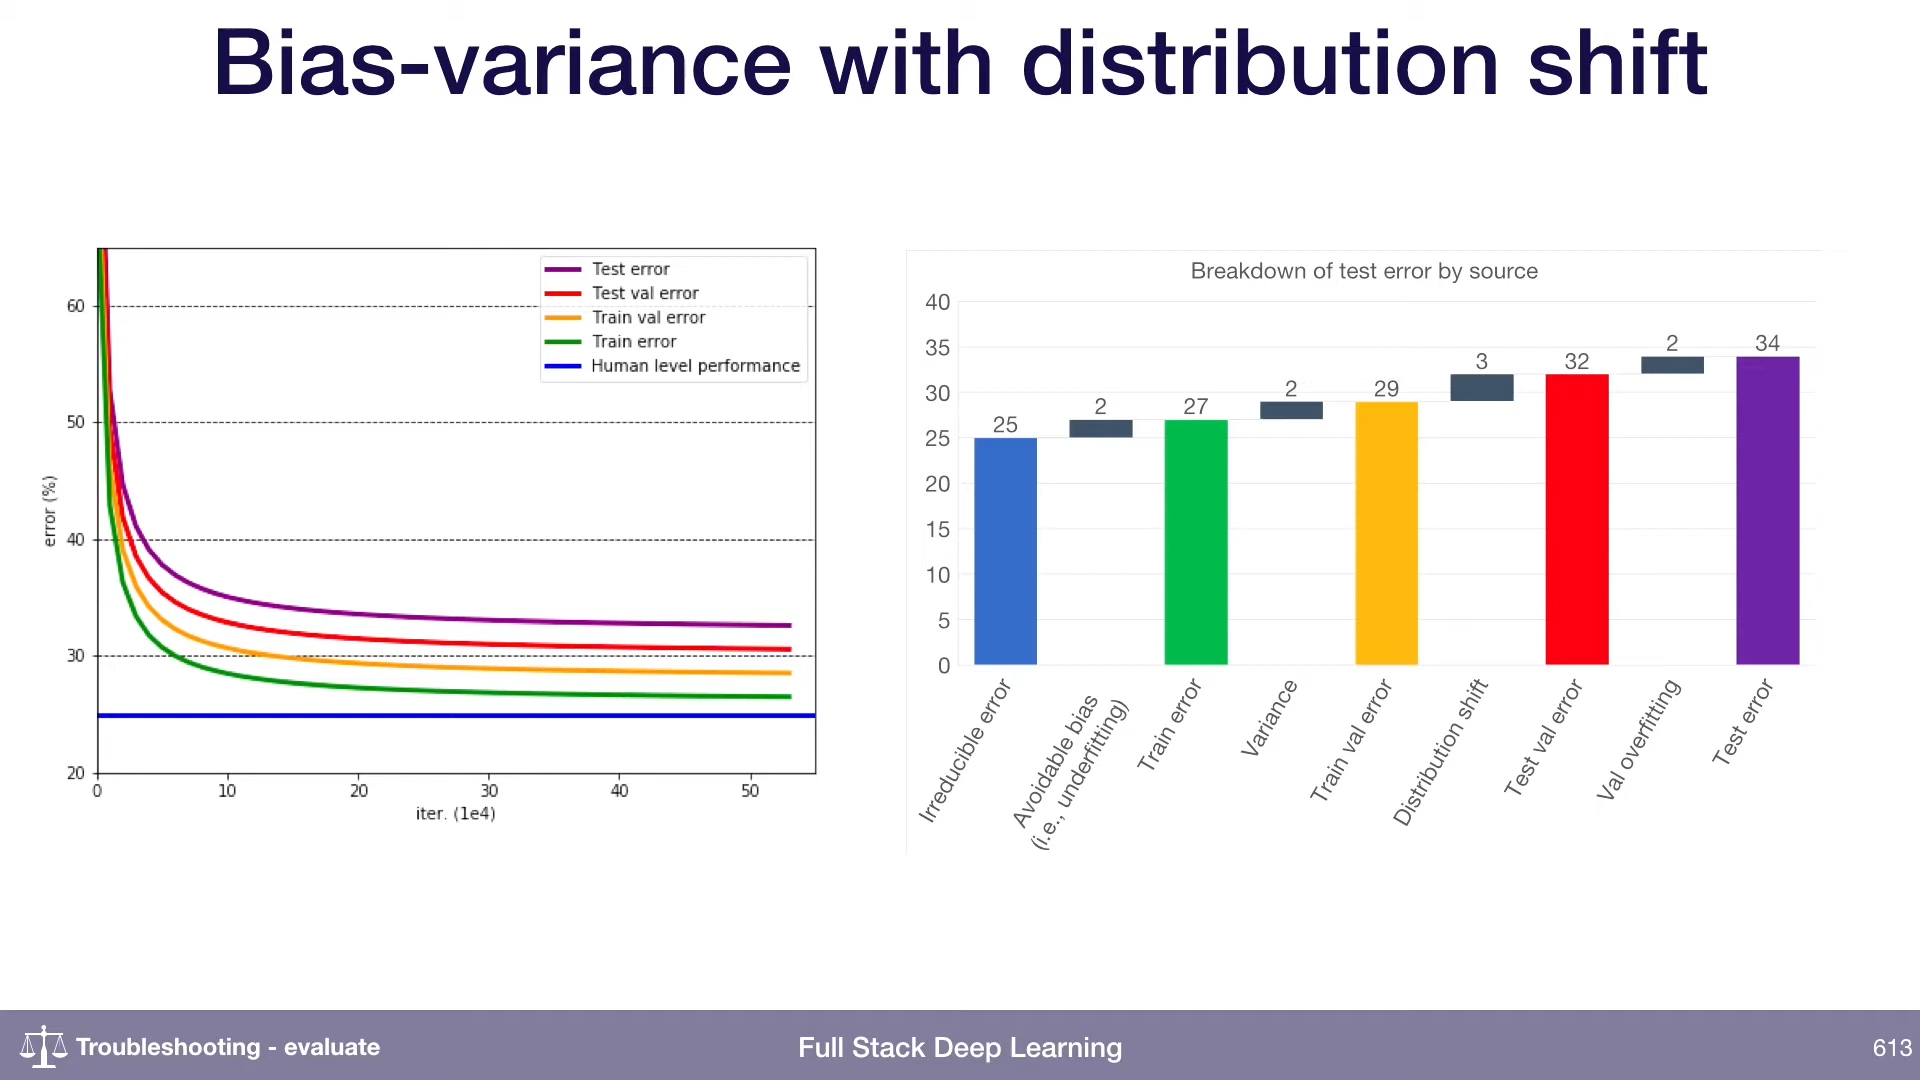 Bias-variance with distribution shift
Test error
Test val error
Train val error
Train error
Human level performance
60
50
40
30
20
error (%)
0
10
20
30
40
50
iter. (1e4)
Breakdown of test error by source
40
35
30
25
20
15
10
5
0
25
2
27
2
29
3
32
2
34
Irreducible error
Avoidable bias
(i.e., underfitting)
Train error
Variance
Train val error
Distribution shift
Test val error
Val overfitting
Test error
Troubleshooting - evaluate
Full Stack Deep Learning
613